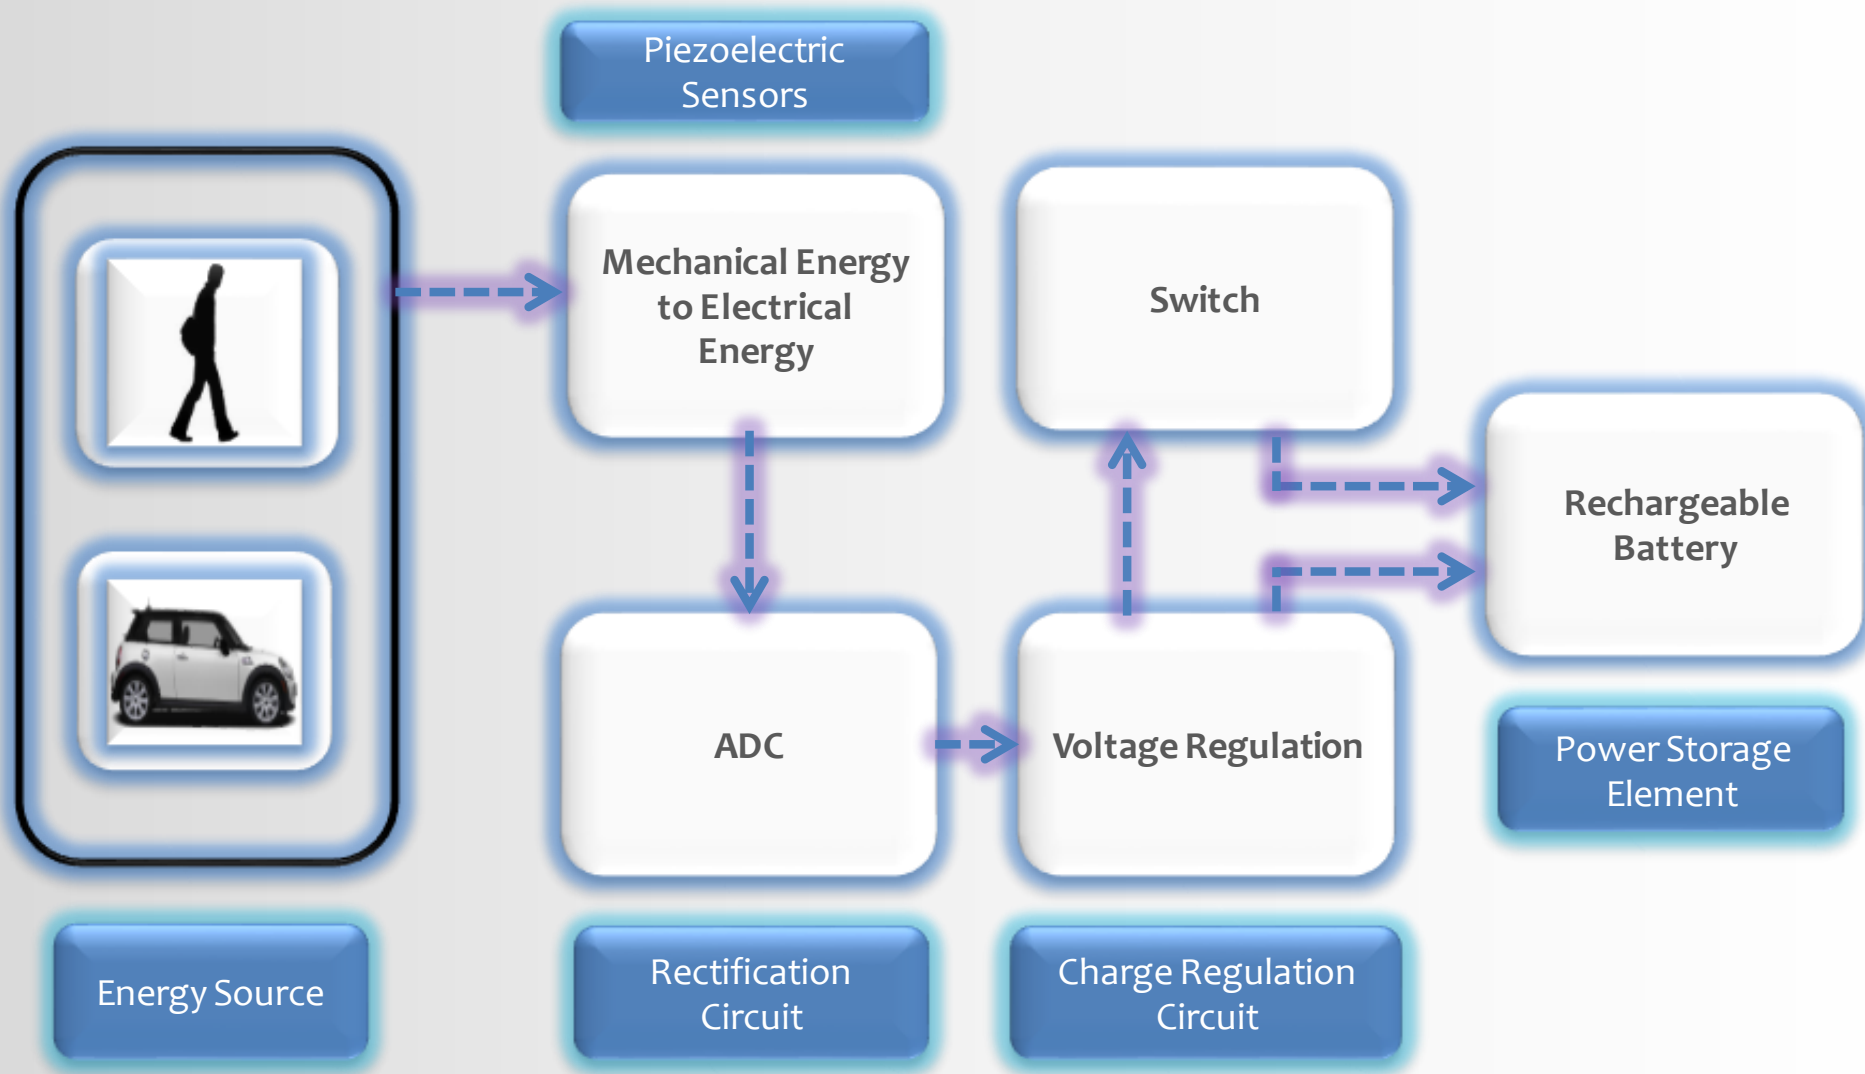 Piezoelectric
Sensors
Mechanical Energy
to Electrical
Energy
Switch
Rechargeable
Battery
ADC
Voltage Regulation
Power Storage
Element
Energy Source
Rectification
Circuit
Charge Regulation
Circuit